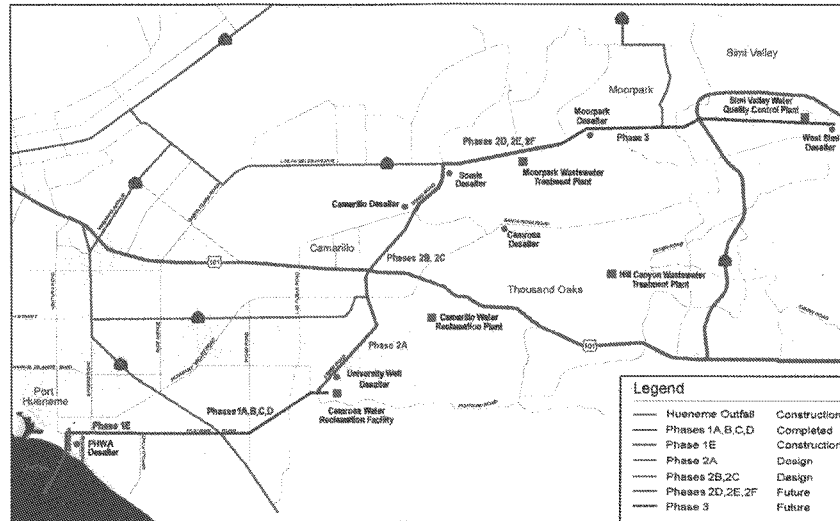 Simi Valley
Moorpark
Simi Valley Water
Quality Control Plant
Moorpark
Desalter
West Simi
Desalter
Phases 2D, 2E, 2F
Phase 3
Somis
Desalter
Moorpark Wastewater
Treatment Plant
Camarillo Desalter
SANTA ROSA ROAD
Camrosa
Desalter
Camarillo
Phases 2B, 2C
101
Hill Canyon Wastewater
Treatment Plant
Thousand Oaks
Camarillo Water
Reclamation Plant
Phase 2A
101
University Well
Desalter
Port
Hueneme
Phases 1A,B,C,D
Camrosa Water
Reclamation Facility
Phase 1E
PHWA
Desalter
Legend
Hueneme Outfall Construction
Phases 1A,B,C,D Completed
Phase 1E Construction
Phase 2A Design
Phases 2B,2C Design
Phases 2D,2E,2F Future
Phase 3 Future